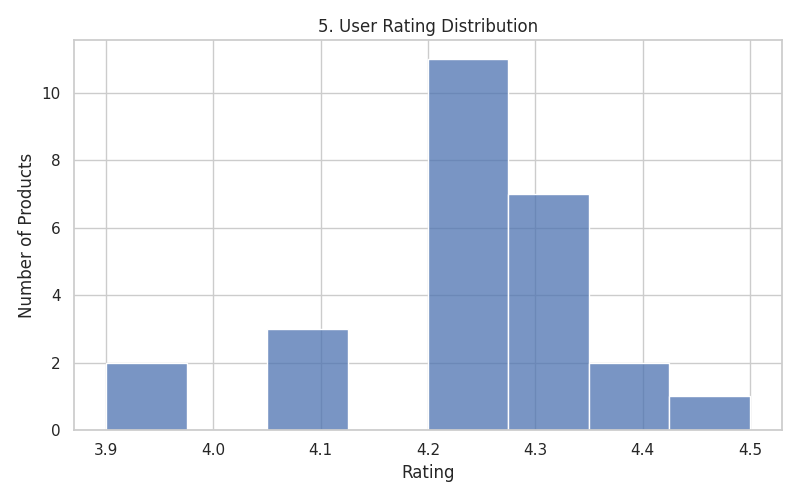 5. User Rating Distribution
Number of Products
10
8
6
4
2
0
3.9 4.0 4.1 4.2 4.3 4.4 4.5
Rating